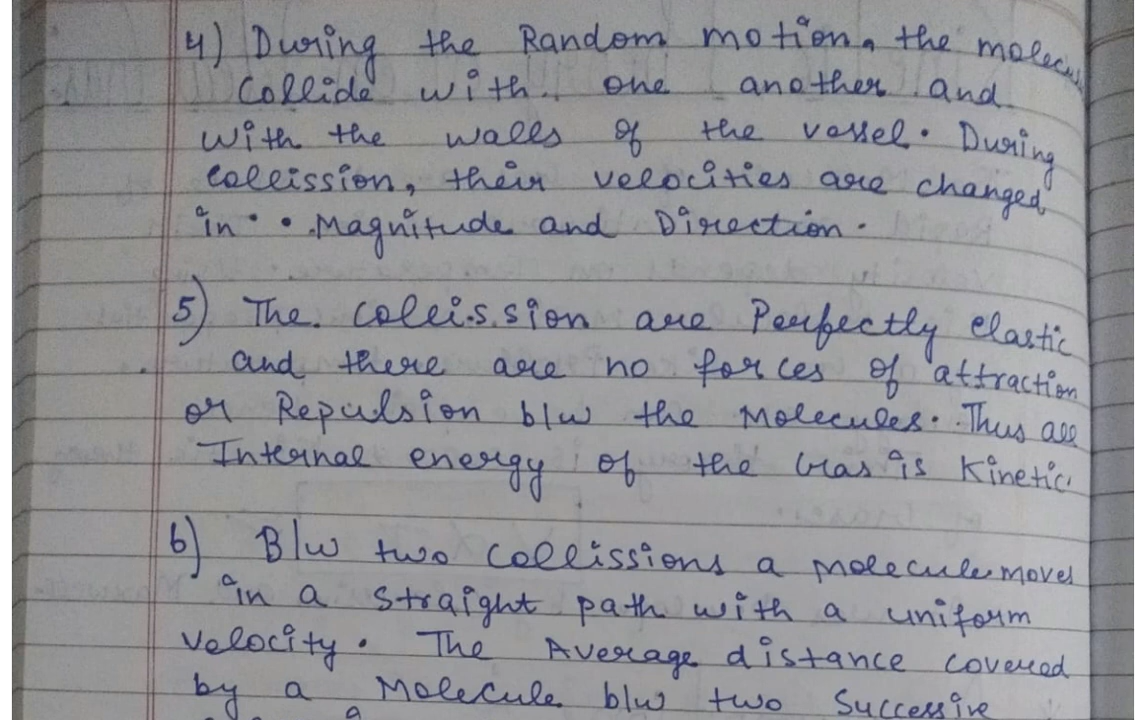 4) During the Random motion, the molecu
Collide with one another and
with the walls of the vessel. During
Collission, their velocities are changed
in Magnitude and Direction.
5) The Collission are Perfectly elastic
and there are no forces of attraction
or Repulsion b/w the Molecules. Thus all
Internal energy of the Gas is Kinetic.
6) B/w two Collissions a molecule moves
in a straight path with a uniform
velocity. The Average distance covered
by a Molecule b/w two Successive